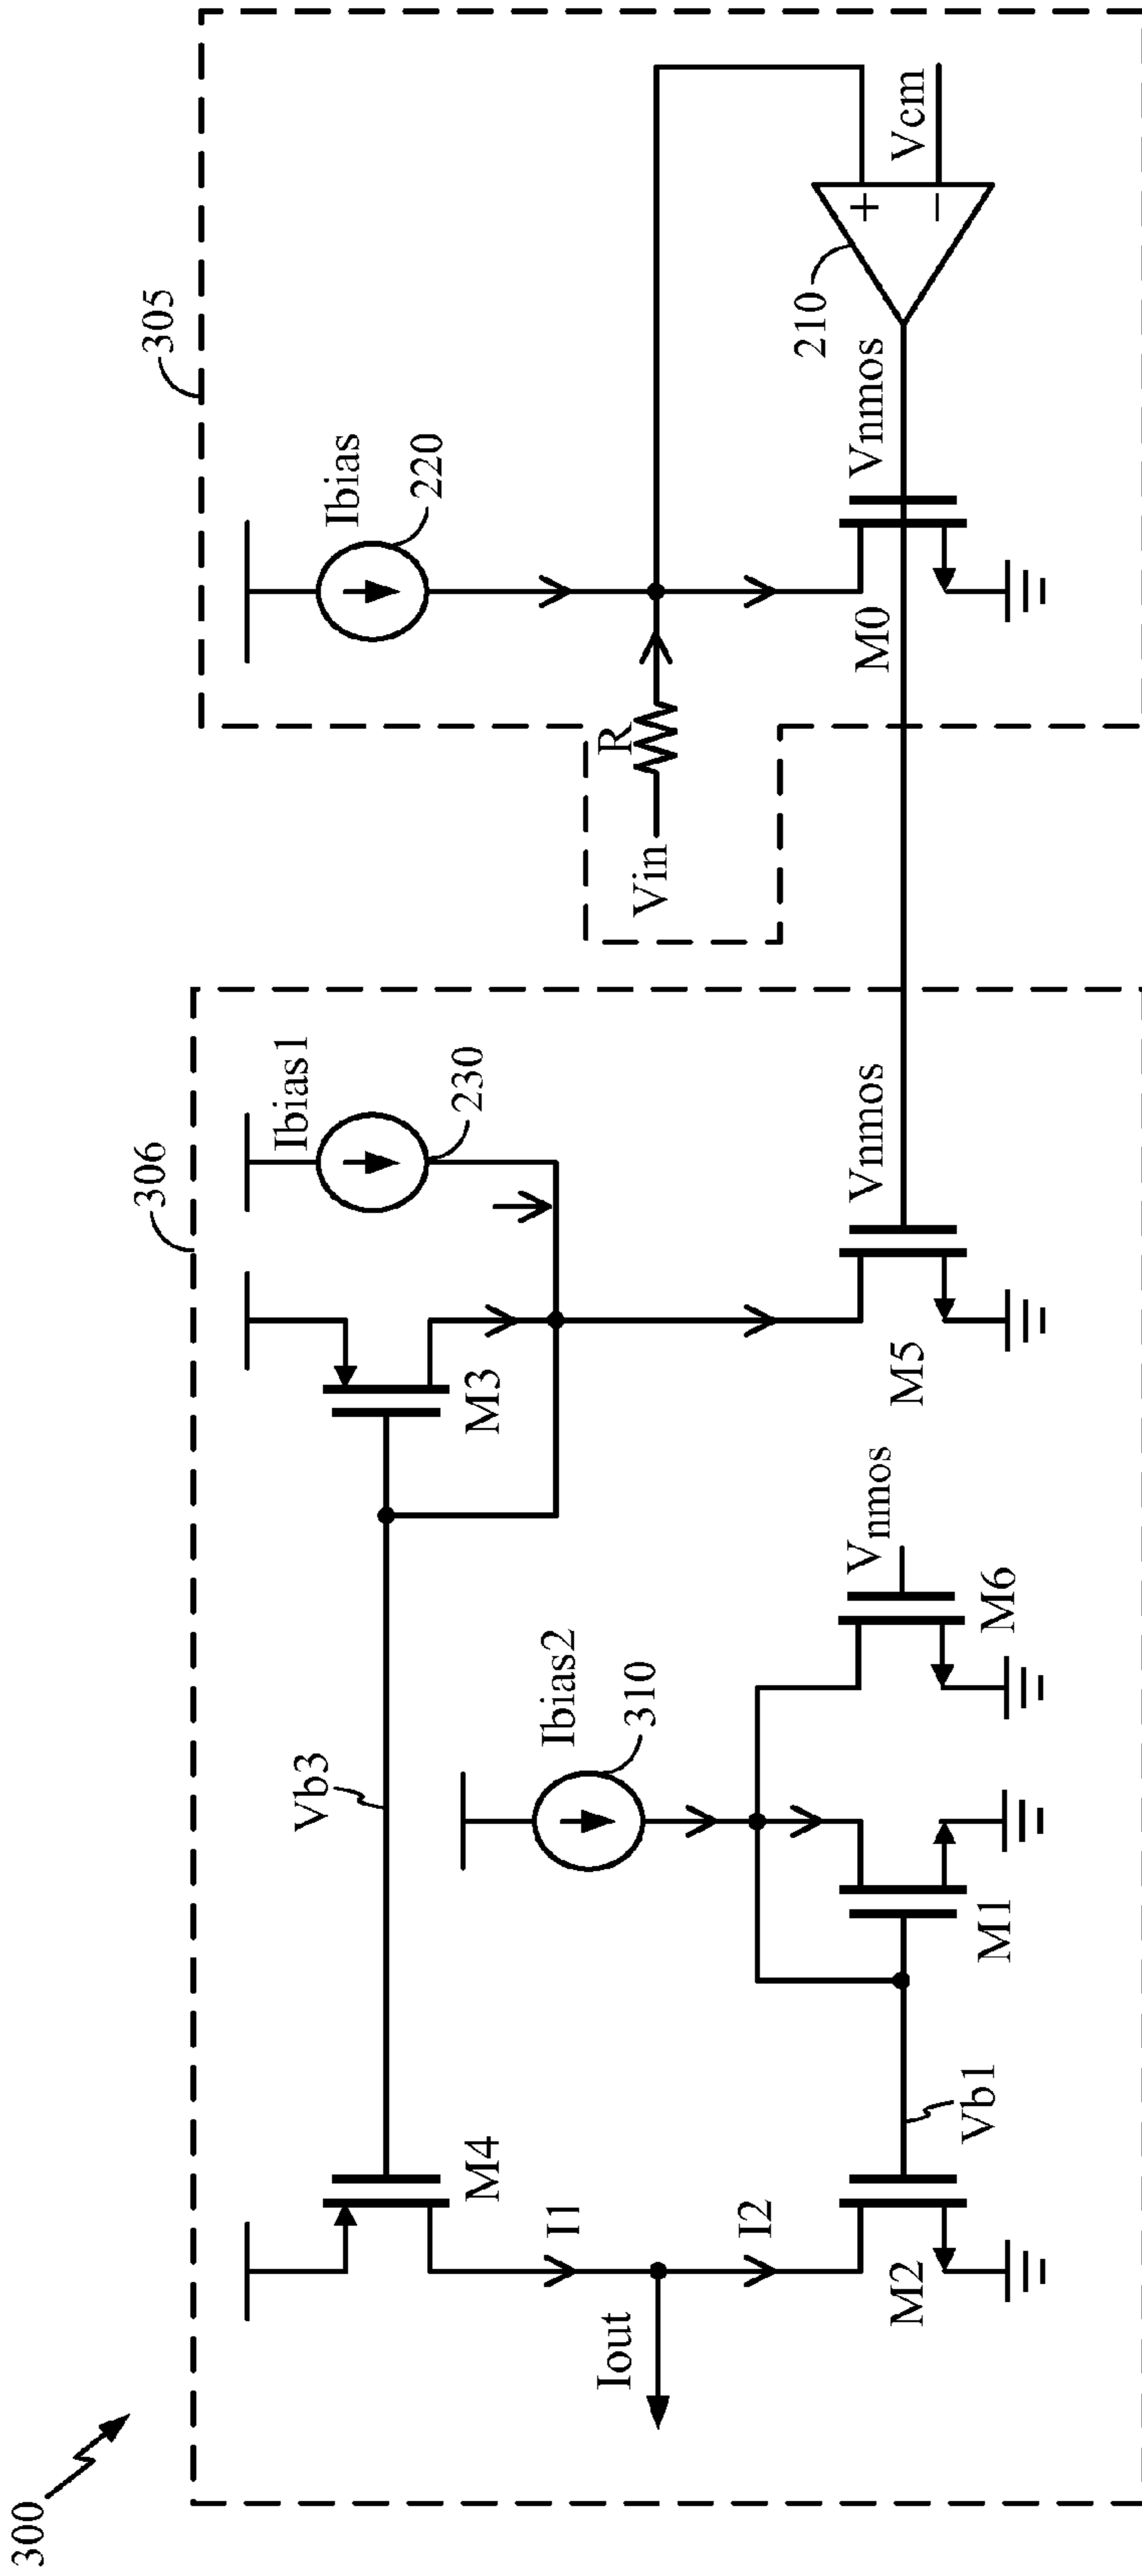 300
306
305
Vb3
M4
I1
Iout
I2
M2
Vb1
Ibias2
310
M1
M6
Vnmos
M3
Ibias1
230
Vnmos
M5
Vin
R
Ibias
220
M0
Vnmos
210
+
−
Vcm